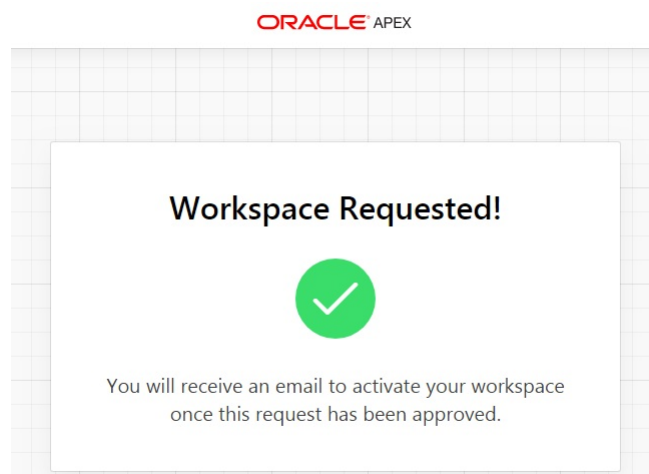 ORACLE APEX
Workspace Requested!
You will receive an email to activate your workspace
once this request has been approved.